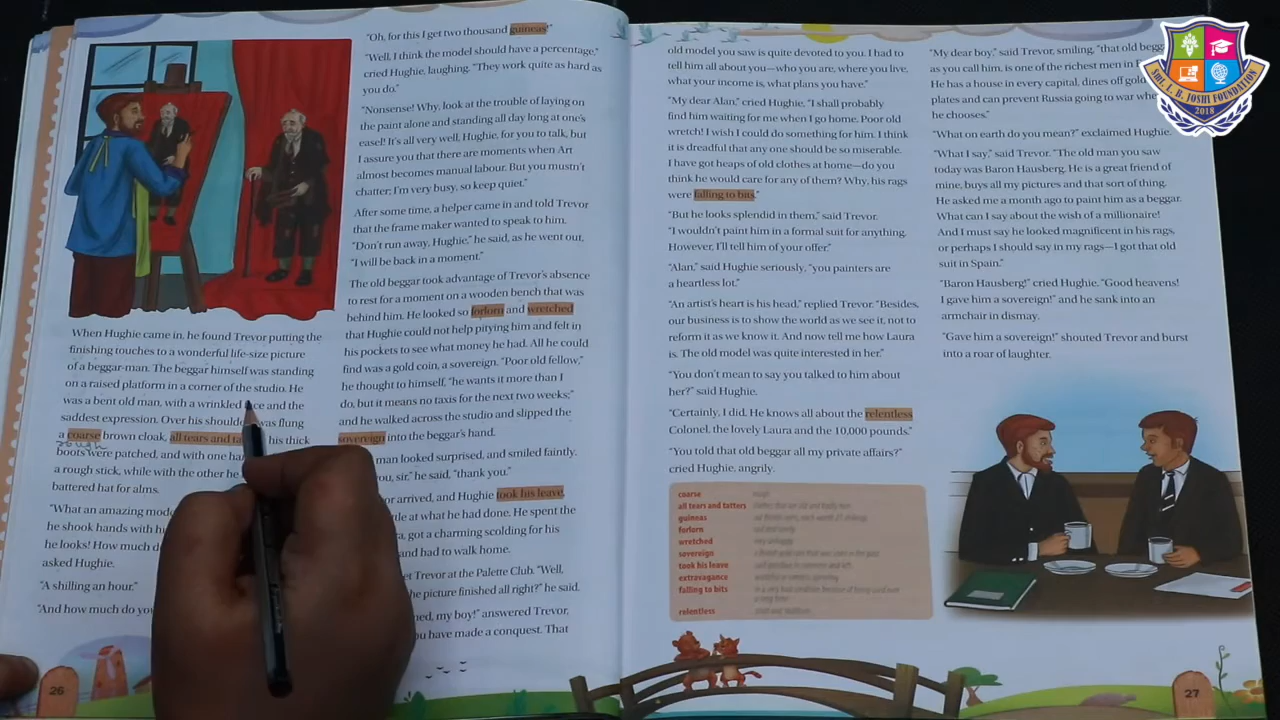 When Hughie came in, he found Trevor putting the
finishing touches to a wonderful life-size picture
of a beggar-man. The beggar himself was standing
on a raised platform in a corner of the studio. He
was a bent old man, with a wrinkled face and the
saddest expression. Over his shoulder was flung
a coarse brown cloak, all tears and his thick
rough
boots were patched, and with one
a rough stick, while with the other he
battered hat for alms.
"What an amazing
he shook hands with
he looks! How much
asked Hughie.
"A shilling an hour."
"And how much do
26
"Oh, for this I get two thousand guineas!"
"Well, I think the model should have a percentage,"
cried Hughie, laughing. "They work quite as hard as
you do."
"Nonsense! Why, look at the trouble of laying on
the paint alone and standing all day long at one's
easel! It's all very well, Hughie, for you to talk, but
I assure you that there are moments when Art
almost becomes manual labour. But you mustn't
chatter; I'm very busy, so keep quiet."
After some time, a helper came in and told Trevor
that the frame maker wanted to speak to him.
"Don't run away, Hughie," he said, as he went out,
"I will be back in a moment."
The old beggar took advantage of Trevor's absence
to rest for a moment on a wooden bench that was
behind him. He looked so forlorn and wretched
that Hughie could not help pitying him and felt in
his pockets to see what money he had. All he could
find was a gold coin, a sovereign. "Poor old fellow,"
he thought to himself, "he wants it more than I
do, but it means no taxis for the next two weeks;"
and he walked across the studio and slipped the
sovereign into the beggar's hand.
man looked surprised, and smiled faintly.
you, sir," he said, "thank you."
arrived, and Hughie took his leave,
at what he had done. He spent the
got a charming scolding for his
and had to walk home.
Trevor at the Palette Club. "Well,
picture finished all right?" he said.
my boy!" answered Trevor,
have made a conquest. That
old model you saw is quite devoted to you. I had to
tell him all about you—who you are, where you live,
what your income is, what plans you have."
"My dear Alan," cried Hughie, "I shall probably
find him waiting for me when I go home. Poor old
wretch! I wish I could do something for him. I think
it is dreadful that any one should be so miserable.
I have got heaps of old clothes at home—do you
think he would care for any of them? Why, his rags
were falling to bits."
"But he looks splendid in them," said Trevor.
"I wouldn't paint him in a formal suit for anything.
However, I'll tell him of your offer."
"Alan," said Hughie seriously, "you painters are
a heartless lot."
"An artist's heart is his head," replied Trevor. "Besides,
our business is to show the world as we see it, not to
reform it as we know it. And now tell me how Laura
is. The old model was quite interested in her."
"You don't mean to say you talked to him about
her?" said Hughie.
"Certainly, I did. He knows all about the relentless
Colonel, the lovely Laura and the 10,000 pounds."
"You told that old beggar all my private affairs?"
cried Hughie, angrily.
coarse rough
all tears and tatters
guineas
forlorn
wretched very unhappy
sovereign
took his leave
extravagance
falling to bits
relentless
"My dear boy," said Trevor, smiling, "that old
as you call him, is one of the richest men in
He has a house in every capital, dines off gold
plates and can prevent Russia going to war
he chooses."
"What on earth do you mean?" exclaimed Hughie.
"What I say," said Trevor. "The old man you saw
today was Baron Hausberg. He is a great friend of
mine, buys all my pictures and that sort of thing.
He asked me a month ago to paint him as a beggar.
What can I say about the wish of a millionaire!
And I must say he looked magnificent in his rags,
or perhaps I should say in my rags—I got that old
suit in Spain."
"Baron Hausberg!" cried Hughie. "Good heavens!
I gave him a sovereign!" and he sank into an
armchair in dismay.
"Gave him a sovereign!" shouted Trevor and burst
into a roar of laughter.
27
SHL. L. B. JOSHI FOUNDATION
2018